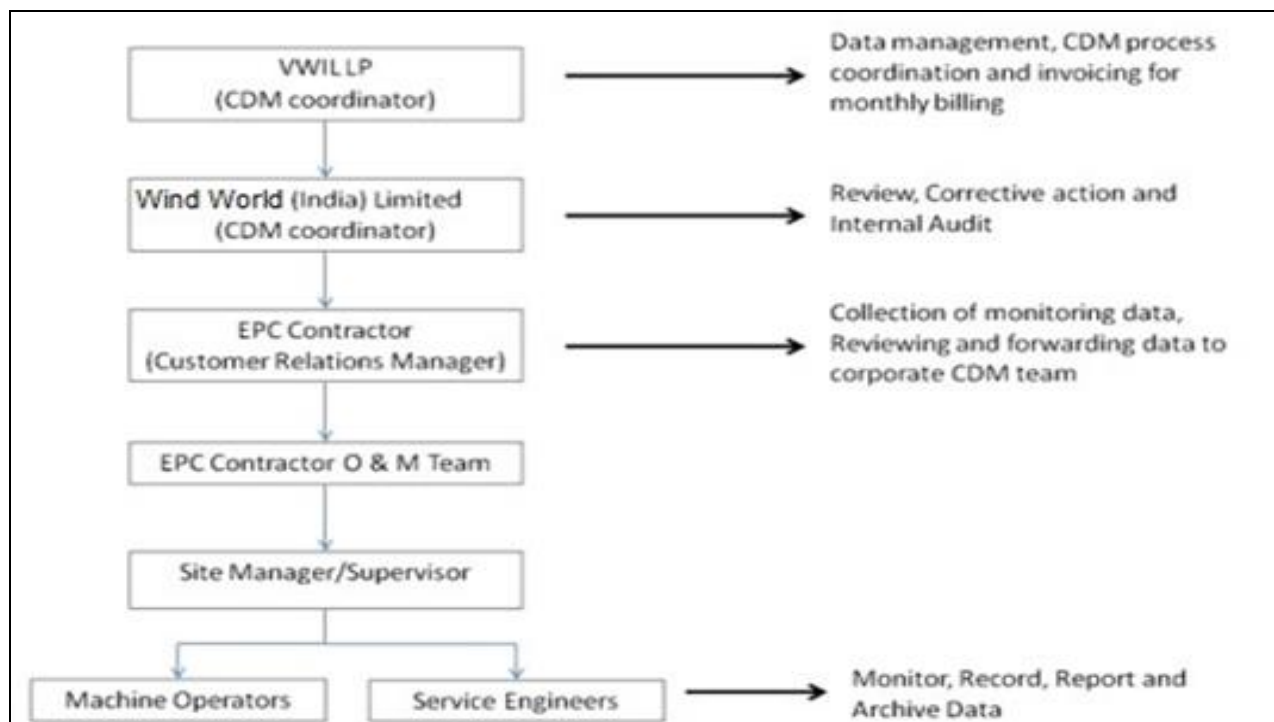 VWILLP
(CDM coordinator)
Data management, CDM process
coordination and invoicing for
monthly billing
Wind World (India) Limited
(CDM coordinator)
Review, Corrective action and
Internal Audit
EPC Contractor
(Customer Relations Manager)
Collection of monitoring data,
Reviewing and forwarding data to
corporate CDM team
EPC Contractor O & M Team
Site Manager/Supervisor
Machine Operators
Service Engineers
Monitor, Record, Report and
Archive Data